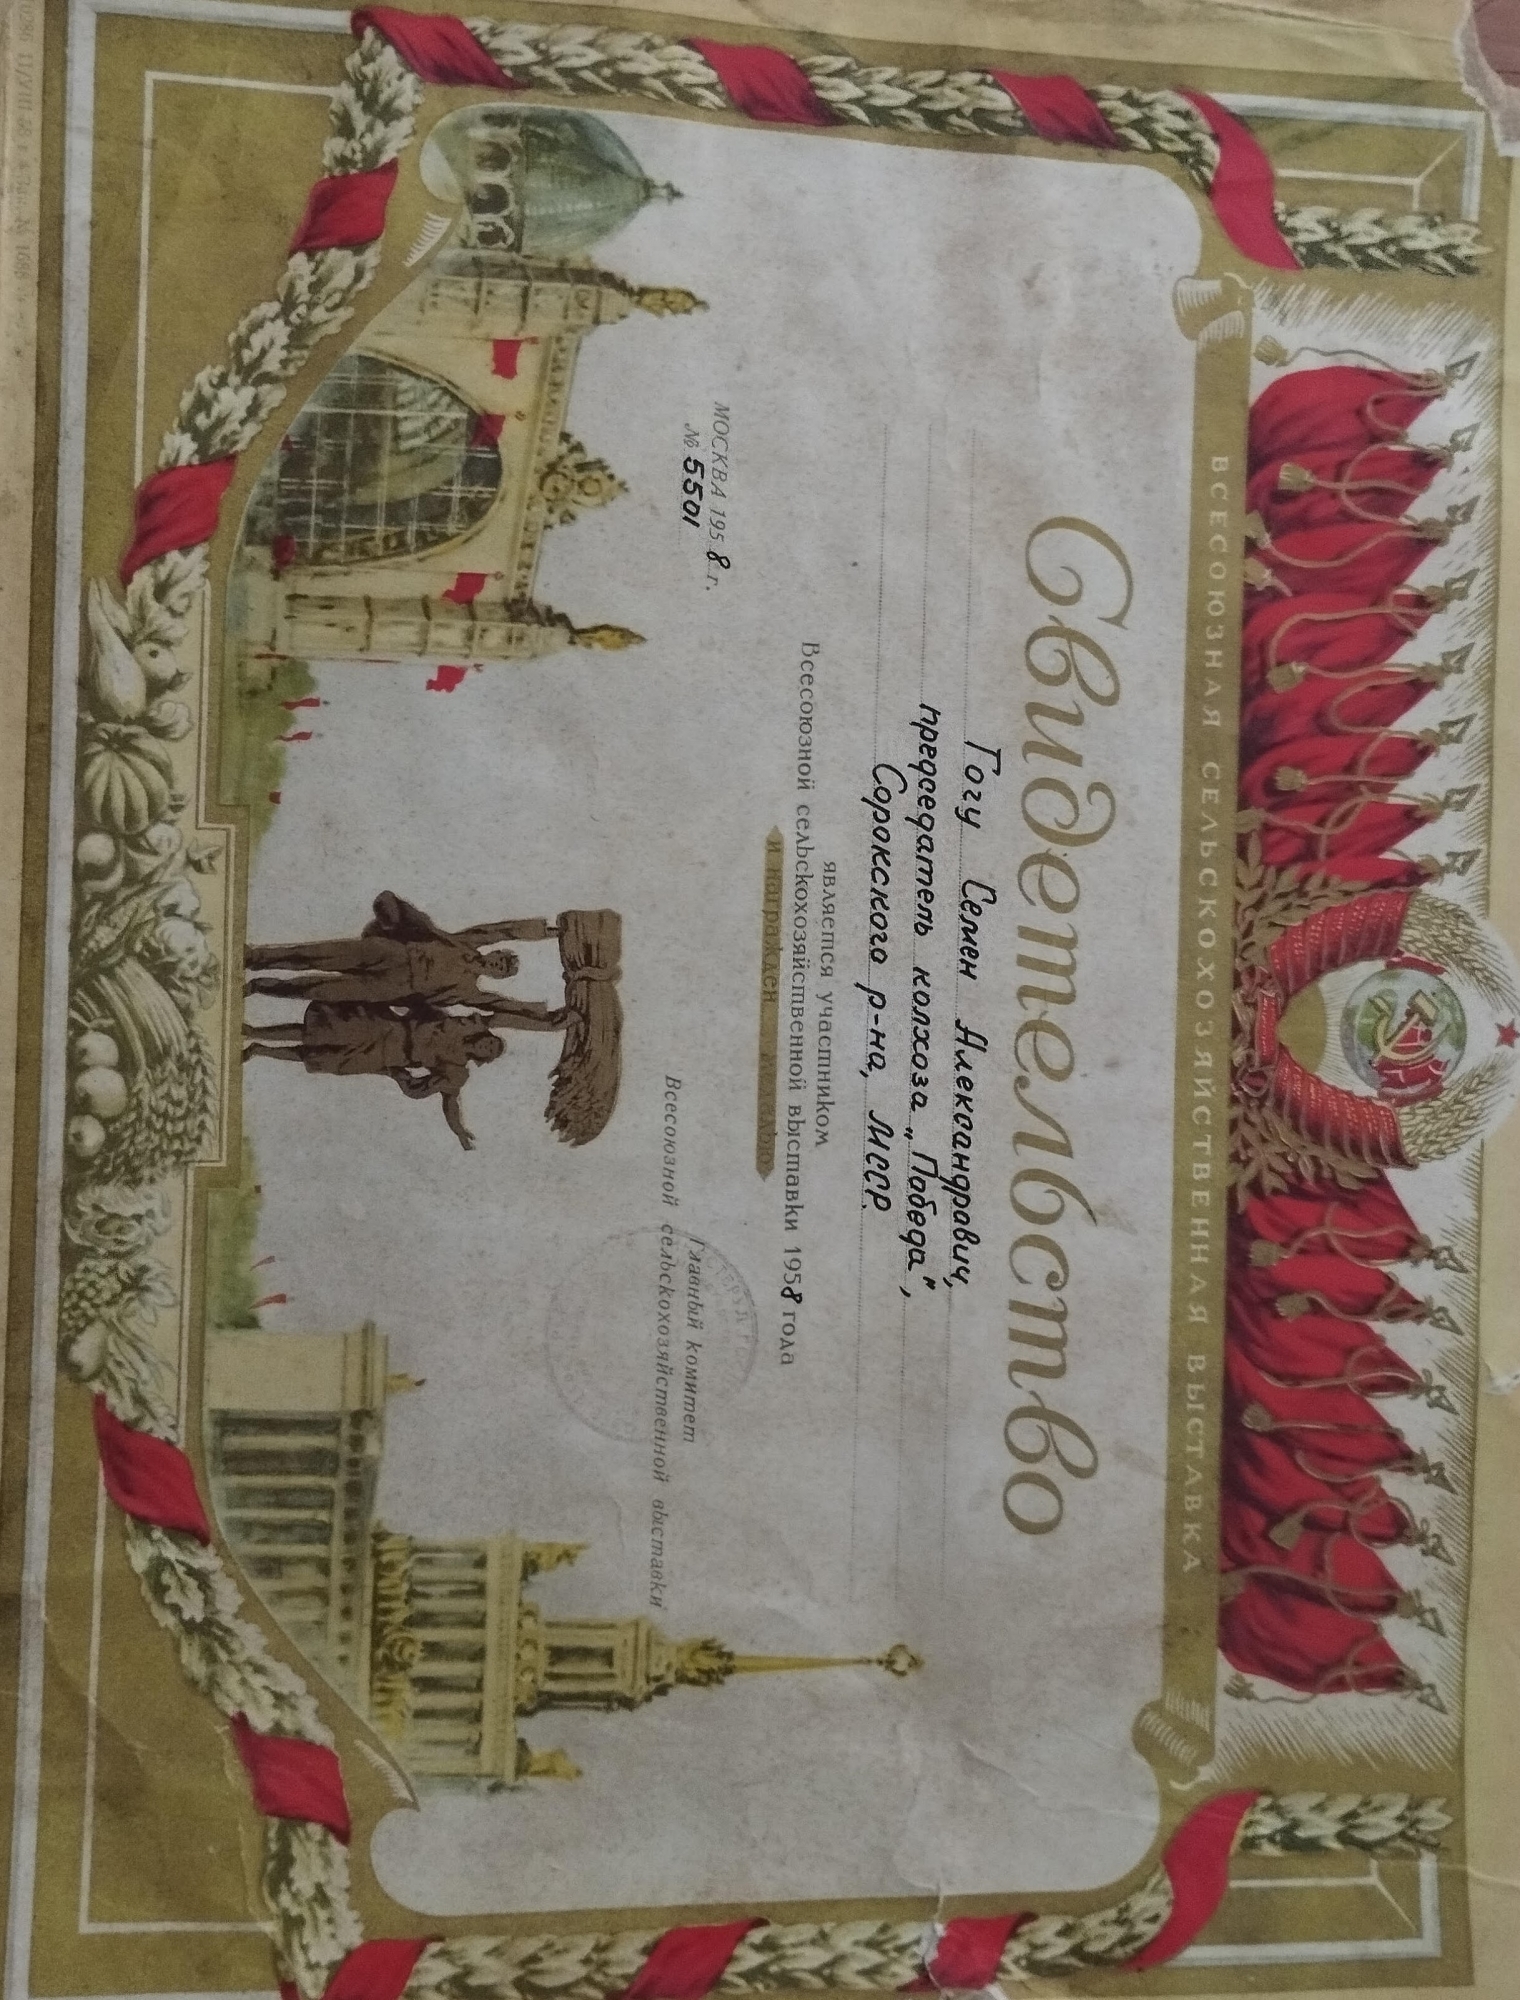 ВСЕСОЮЗНАЯ СЕЛЬСКОХОЗЯЙСТВЕННАЯ ВЫСТАВКА
Свидетельство
Гогу Семен Александрович,
председатель колхоза „Победа",
Сорокского р-на, МССР.
является участником
Всесоюзной сельскохозяйственной выставки 1958 года
и награжден
МОСКВА 1958 г.
№ 5501
Главный комитет
Всесоюзной сельскохозяйственной выставки